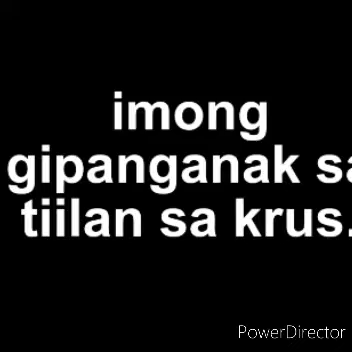 imong
gipanganak sa
tiilan sa krus.
PowerDirector